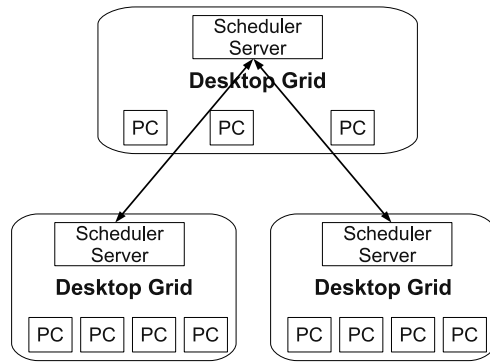 Scheduler
Server
Desktop Grid
PC PC PC
Scheduler
Server
Desktop Grid
PC PC PC PC
Scheduler
Server
Desktop Grid
PC PC PC PC